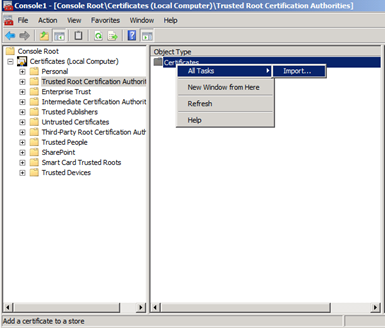 Console1 - [Console Root\Certificates (Local Computer)\Trusted Root Certification Authorities]
File Action View Favorites Window Help
Console Root
Certificates (Local Computer)
Personal
Trusted Root Certification Authorit
Enterprise Trust
Intermediate Certification Authorit
Trusted Publishers
Untrusted Certificates
Third-Party Root Certification Auth
Trusted People
SharePoint
Smart Card Trusted Roots
Trusted Devices
Object Type
Certificates
All Tasks
Import...
New Window from Here
Refresh
Help
Add a certificate to a store